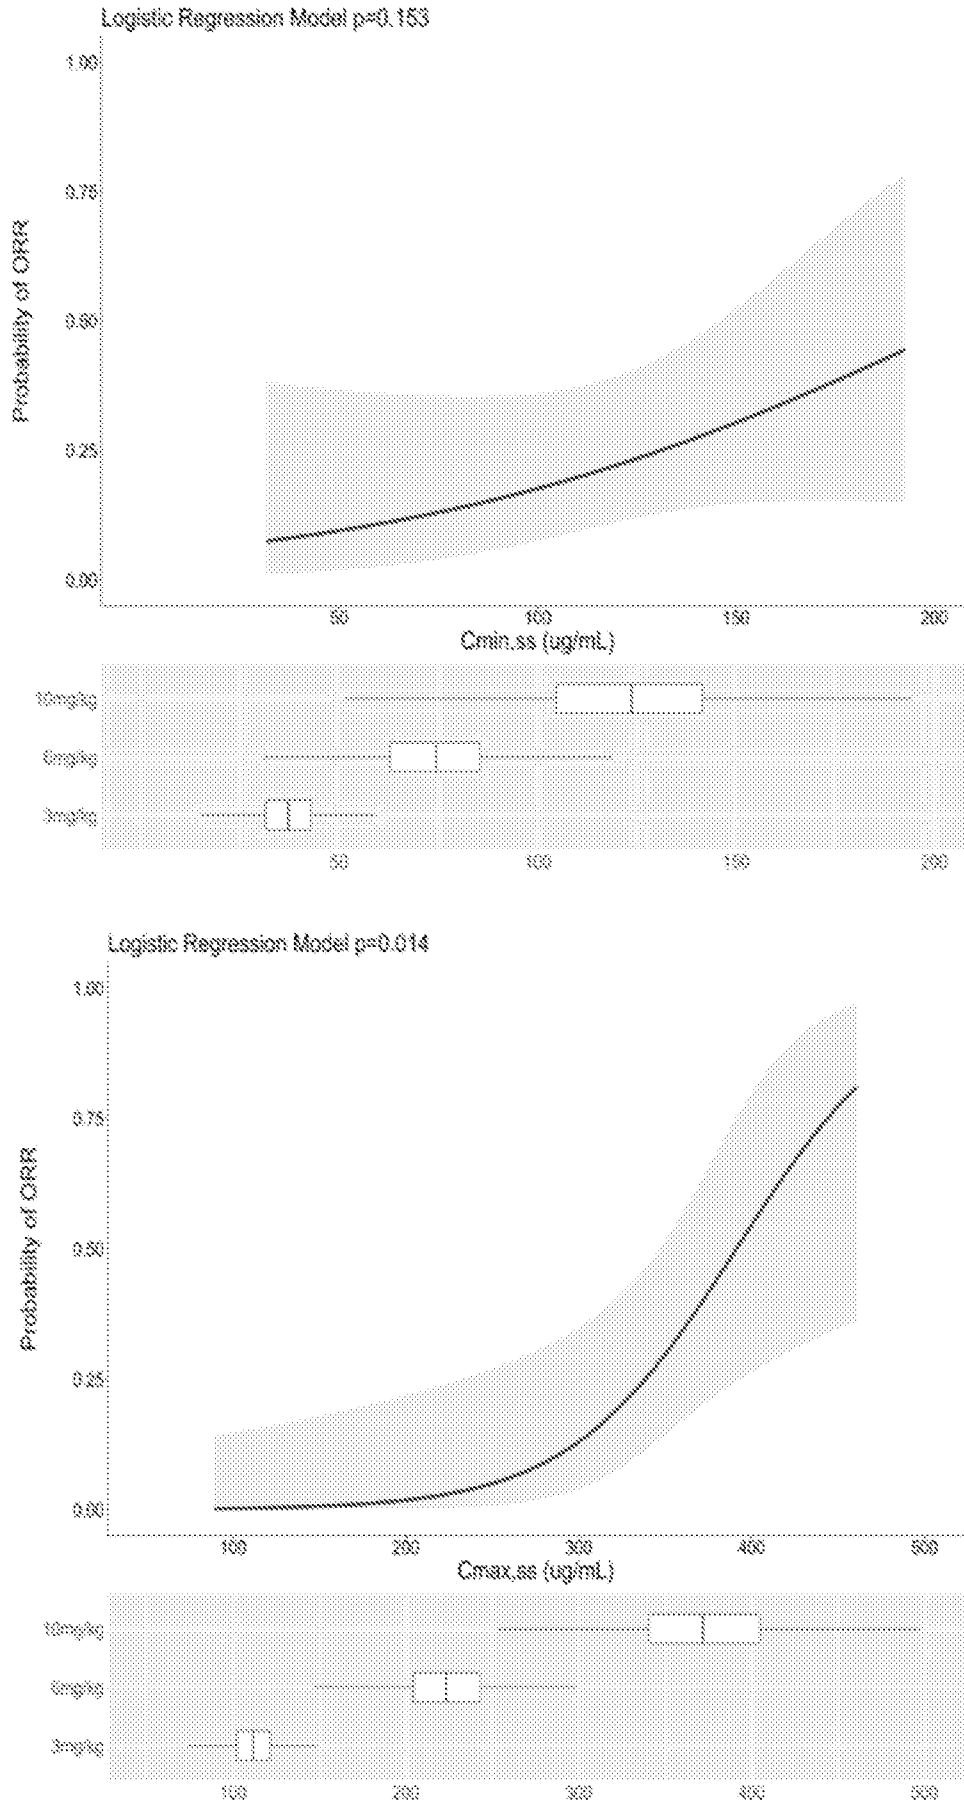 Logistic Regression Model p=0.153
1.00
0.75
0.50
0.25
0.00
Probability of ORR
50 100 150 200
Cmin,ss (ug/mL)
10mg/kg
6mg/kg
3mg/kg
50 100 150 200
Logistic Regression Model p=0.014
1.00
0.75
0.50
0.25
0.00
Probability of ORR
100 200 300 400 500
Cmax,ss (ug/mL)
10mg/kg
6mg/kg
3mg/kg
100 200 300 400 500